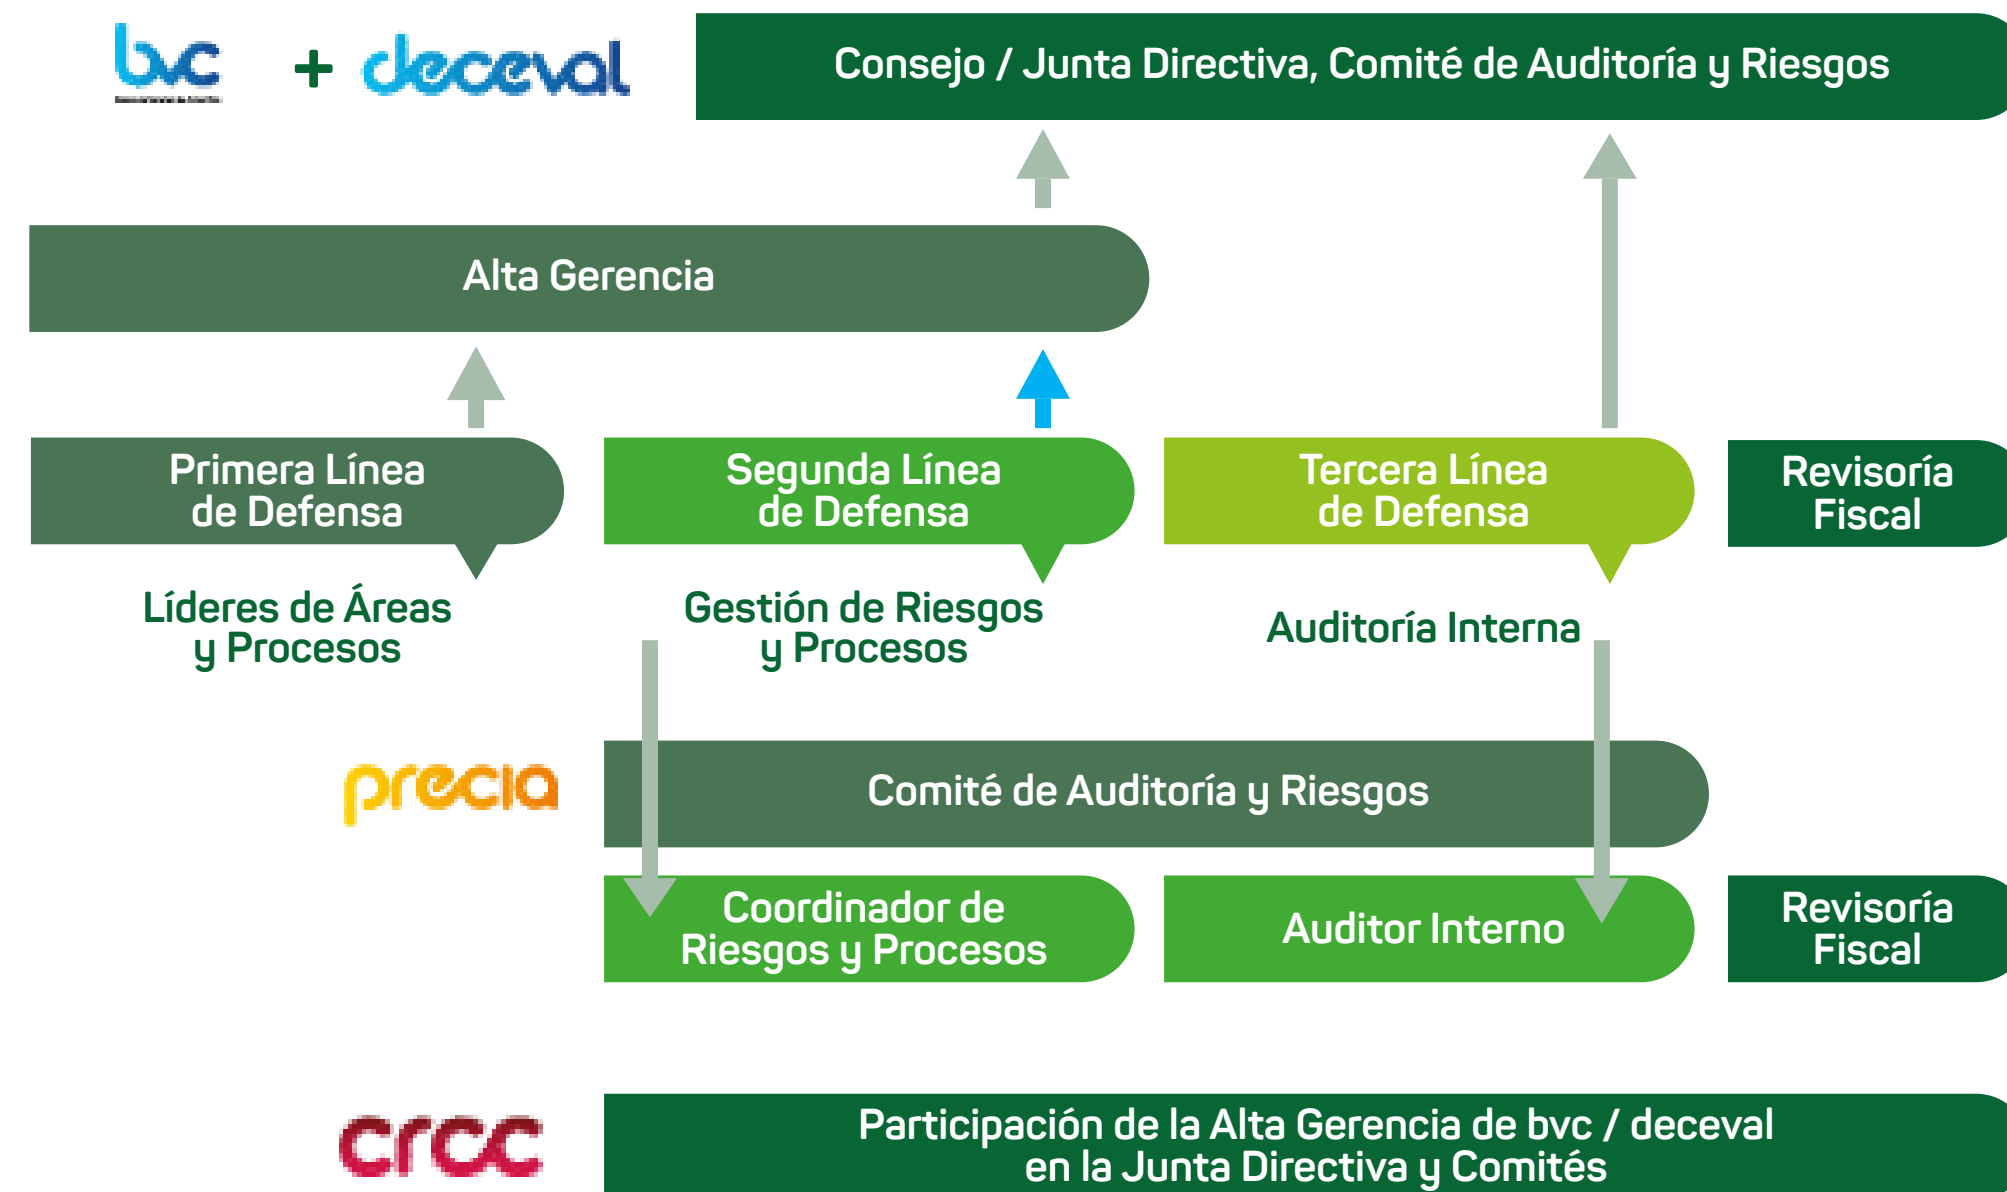 bvc + deceval
Consejo / Junta Directiva, Comité de Auditoría y Riesgos
Alta Gerencia
Primera Línea
de Defensa
Segunda Línea
de Defensa
Tercera Línea
de Defensa
Revisoría
Fiscal
Líderes de Áreas
y Procesos
Gestión de Riesgos
y Procesos
Auditoría Interna
precia
Comité de Auditoría y Riesgos
Coordinador de
Riesgos y Procesos
Auditor Interno
Revisoría
Fiscal
crcc
Participación de la Alta Gerencia de bvc / deceval
en la Junta Directiva y Comités